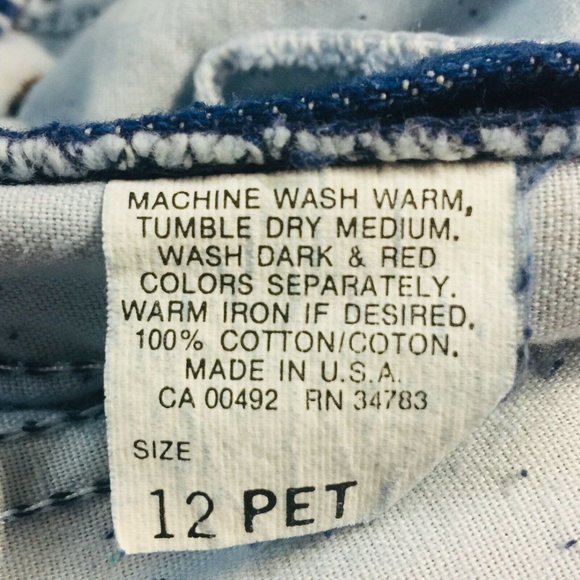 MACHINE WASH WARM,
TUMBLE DRY MEDIUM.
WASH DARK & RED
COLORS SEPARATELY.
WARM IRON IF DESIRED.
100% COTTON/COTON.
MADE IN U.S.A.
CA 00492 RN 34783
SIZE
12 PET